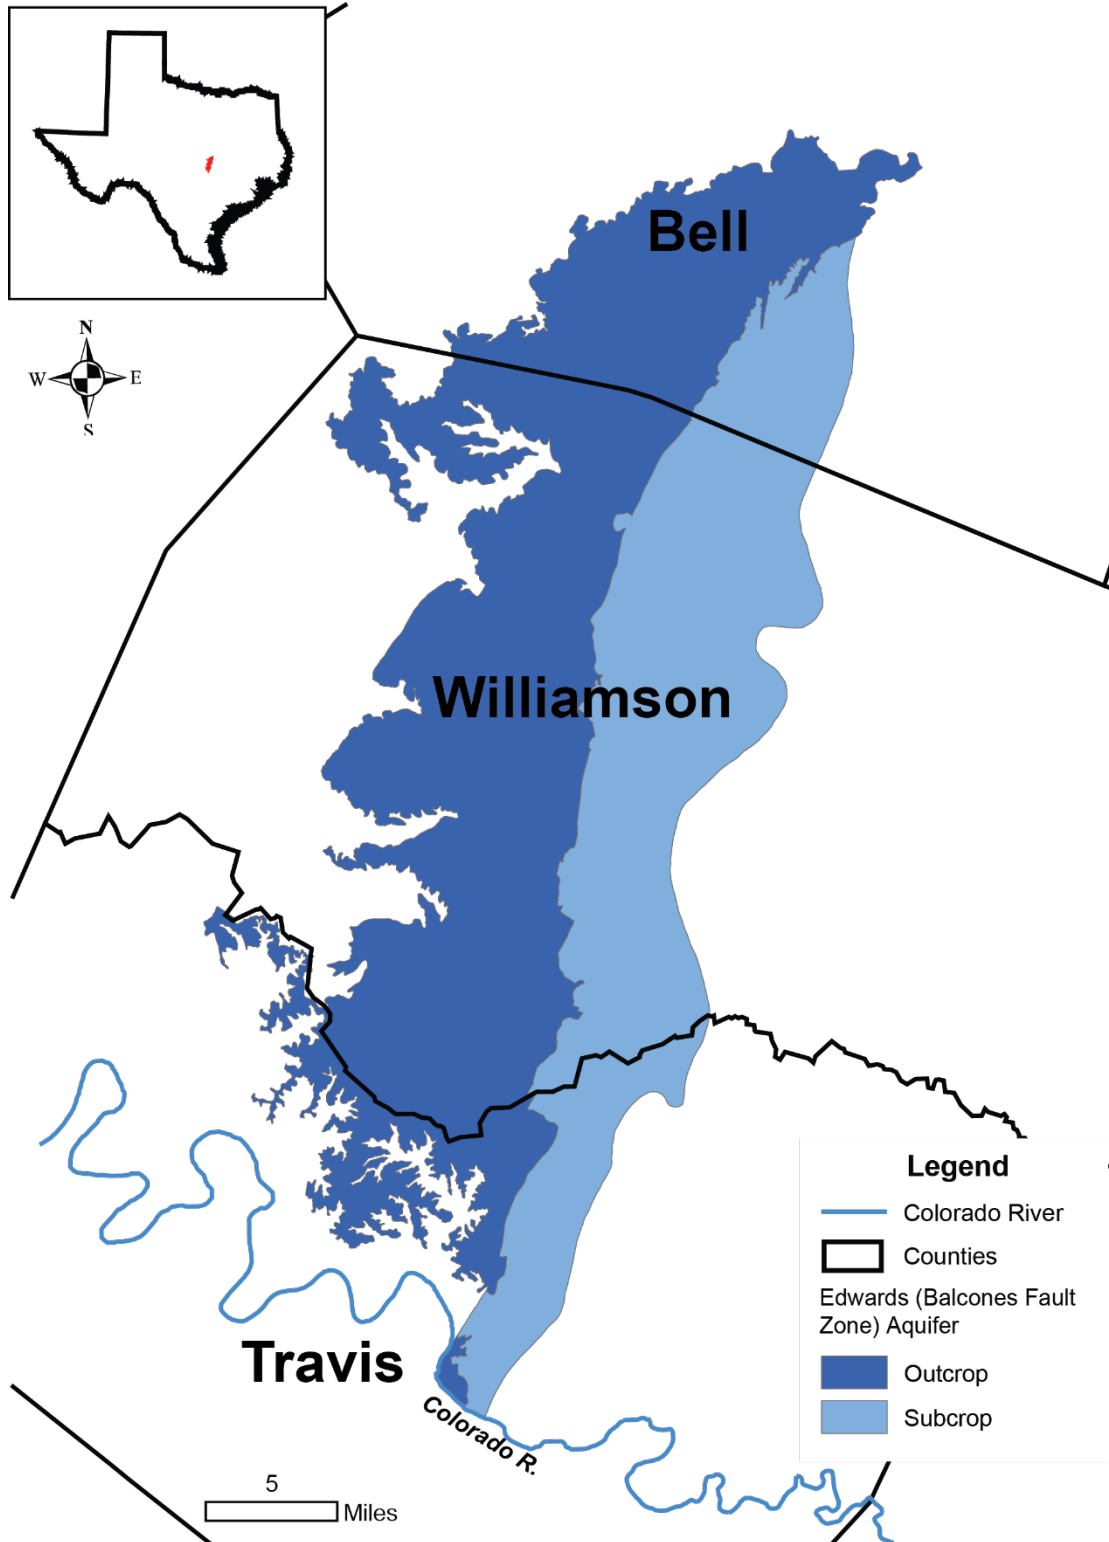 N
W
E
S
Bell
Williamson
Travis
Colorado R.
5
Miles
Legend
Colorado River
Counties
Edwards (Balcones Fault
Zone) Aquifer
Outcrop
Subcrop